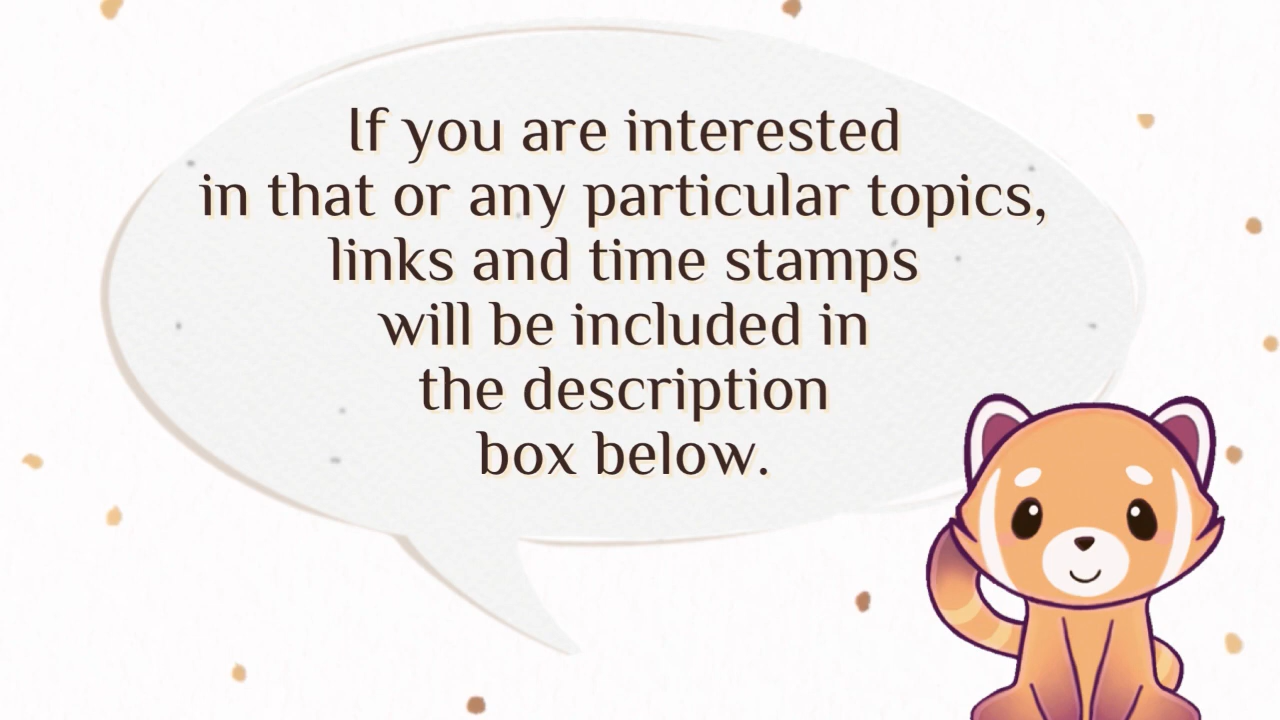 If you are interested
in that or any particular topics,
links and time stamps
will be included in
the description
box below.